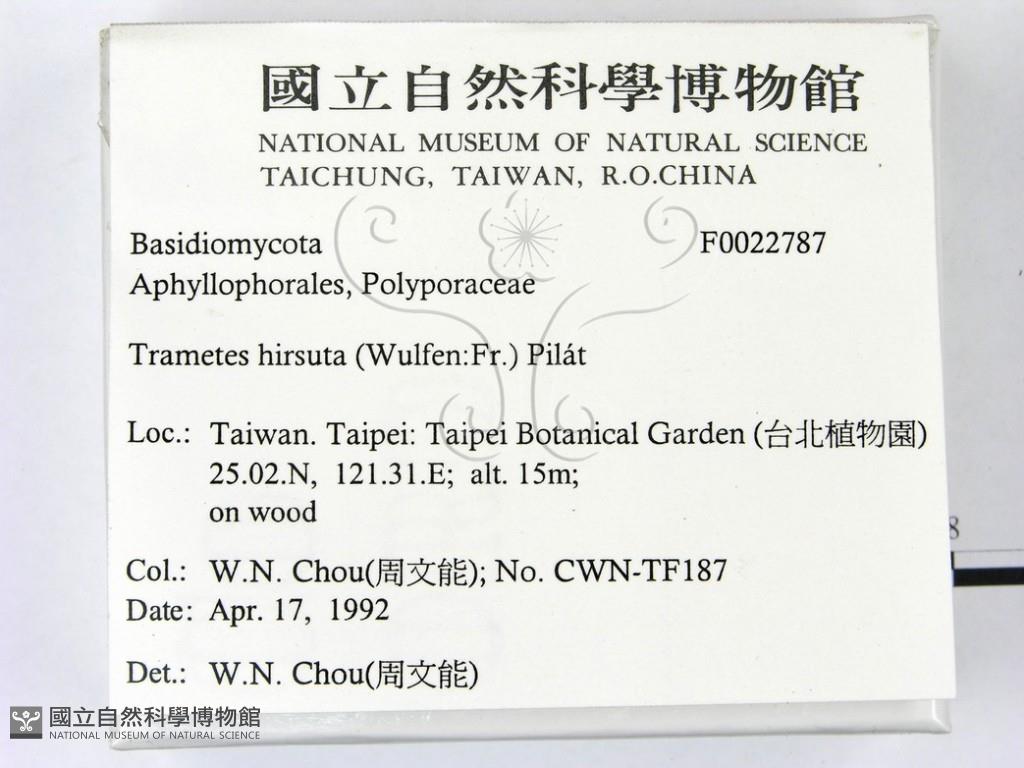 國立自然科學博物館
NATIONAL MUSEUM OF NATURAL SCIENCE
TAICHUNG, TAIWAN, R.O.CHINA
Basidiomycota F0022787
Aphyllophorales, Polyporaceae
Trametes hirsuta (Wulfen:Fr.) Pilát
Loc.: Taiwan. Taipei: Taipei Botanical Garden (台北植物園)
25.02.N, 121.31.E; alt. 15m;
on wood
8
Col.: W.N. Chou(周文能); No. CWN-TF187
Date: Apr. 17, 1992
Det.: W.N. Chou(周文能)
國立自然科學博物館
NATIONAL MUSEUM OF NATURAL SCIENCE